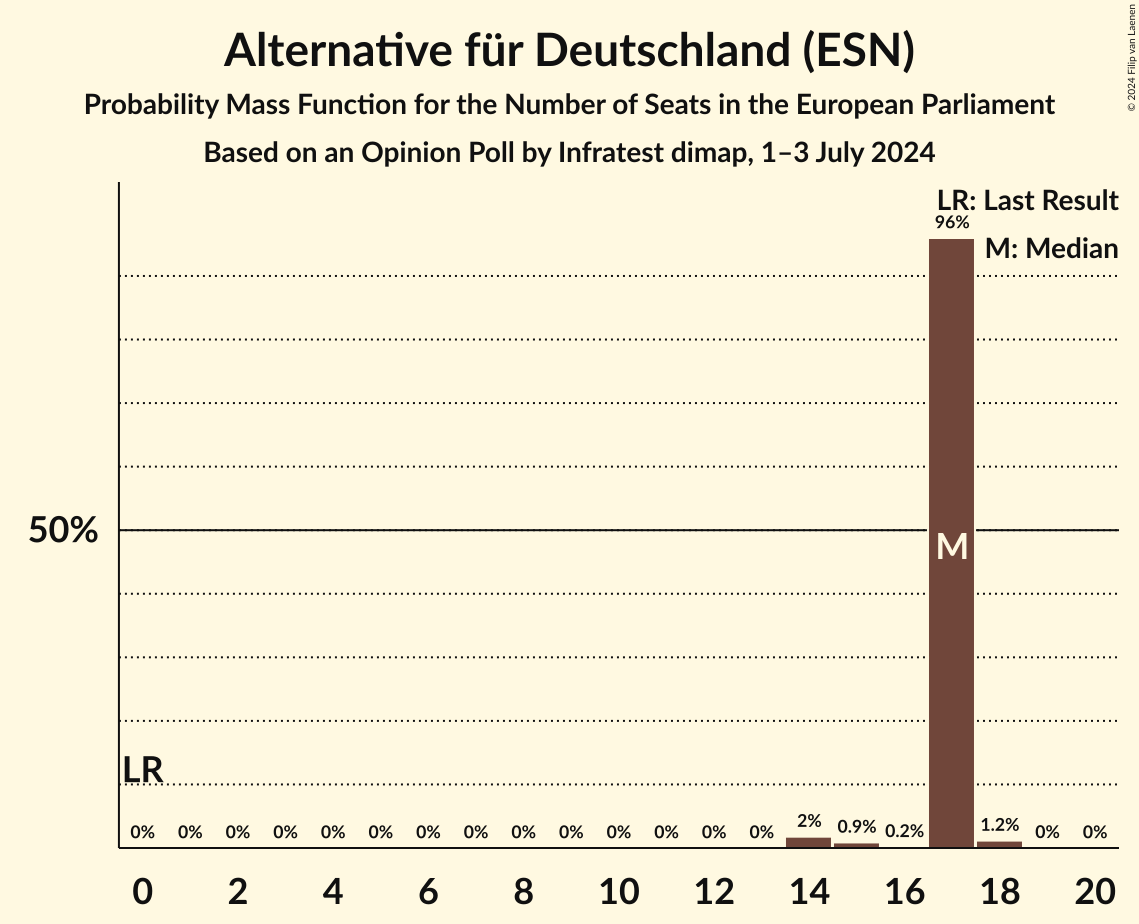 Alternative für Deutschland (ESN)
Probability Mass Function for the Number of Seats in the European Parliament
Based on an Opinion Poll by Infratest dimap, 1–3 July 2024
© 2024 Filip van Laenen
LR: Last Result
96%
M: Median
50%
M
LR
0% 0% 0% 0% 0% 0% 0% 0% 0% 0% 0% 0% 0% 0% 2% 0.9% 0.2% 1.2% 0% 0%
0 2 4 6 8 10 12 14 16 18 20